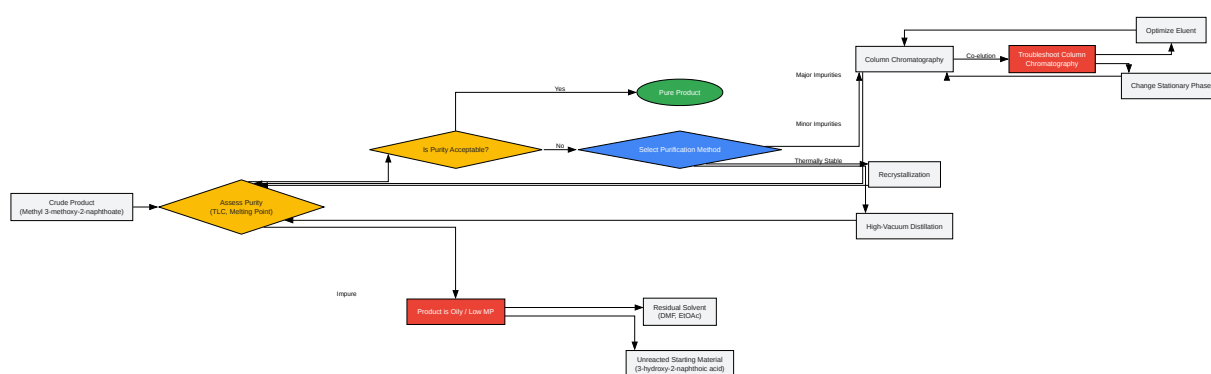 Optimize Eluent
Column Chromatography
Co-elution
Troubleshoot Column
Chromatography
Major Impurities
Change Stationary Phase
Yes
Pure Product
Minor Impurities
Is Purity Acceptable?
No
Select Purification Method
Thermally Stable
Recrystallization
Crude Product
(Methyl 3-methoxy-2-naphthoate)
Assess Purity
(TLC, Melting Point)
High-Vacuum Distillation
Impure
Product is Oily / Low MP
Residual Solvent
(DMF, EtOAc)
Unreacted Starting Material
(3-hydroxy-2-naphthoic acid)